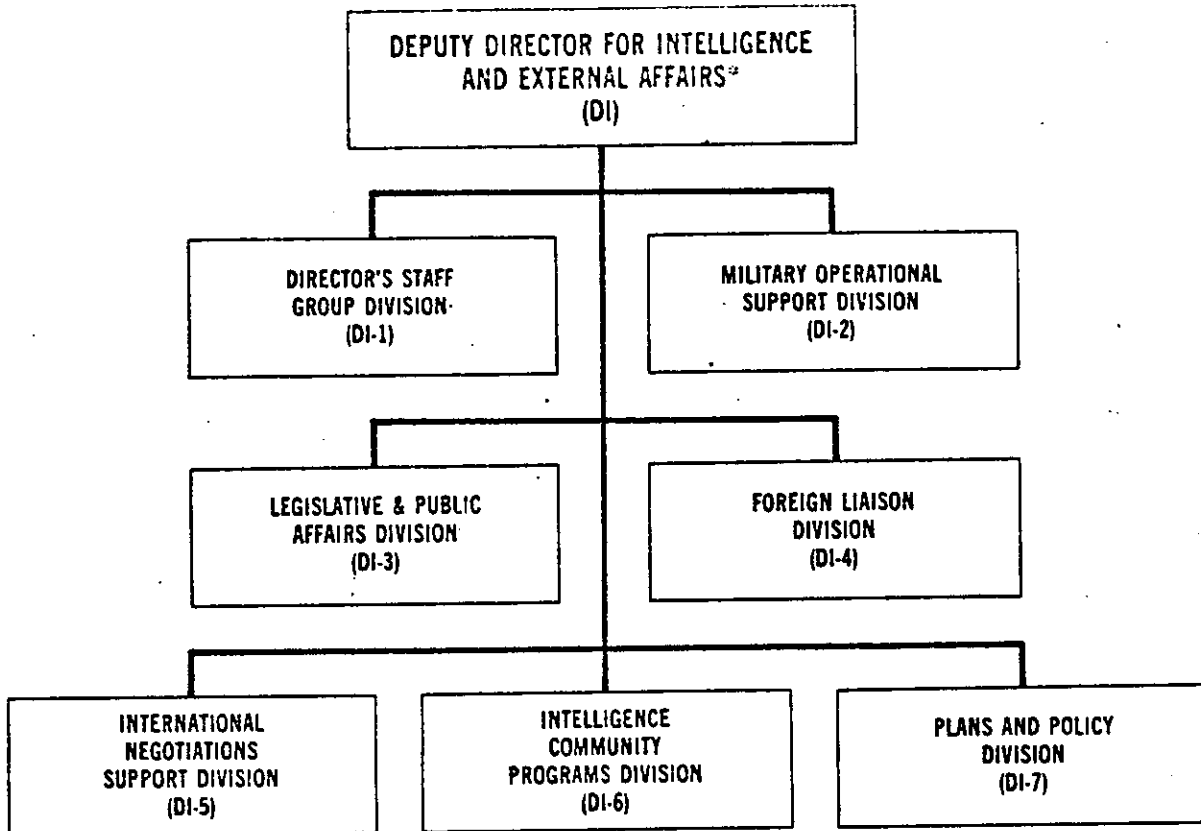 DEPUTY DIRECTOR FOR INTELLIGENCE
AND EXTERNAL AFFAIRS*
(DI)
DIRECTOR'S STAFF
GROUP DIVISION
(DI-1)
MILITARY OPERATIONAL
SUPPORT DIVISION
(DI-2)
LEGISLATIVE & PUBLIC
AFFAIRS DIVISION
(DI-3)
FOREIGN LIAISON
DIVISION
(DI-4)
INTERNATIONAL
NEGOTIATIONS
SUPPORT DIVISION
(DI-5)
INTELLIGENCE
COMMUNITY
PROGRAMS DIVISION
(DI-6)
PLANS AND POLICY
DIVISION
(DI-7)